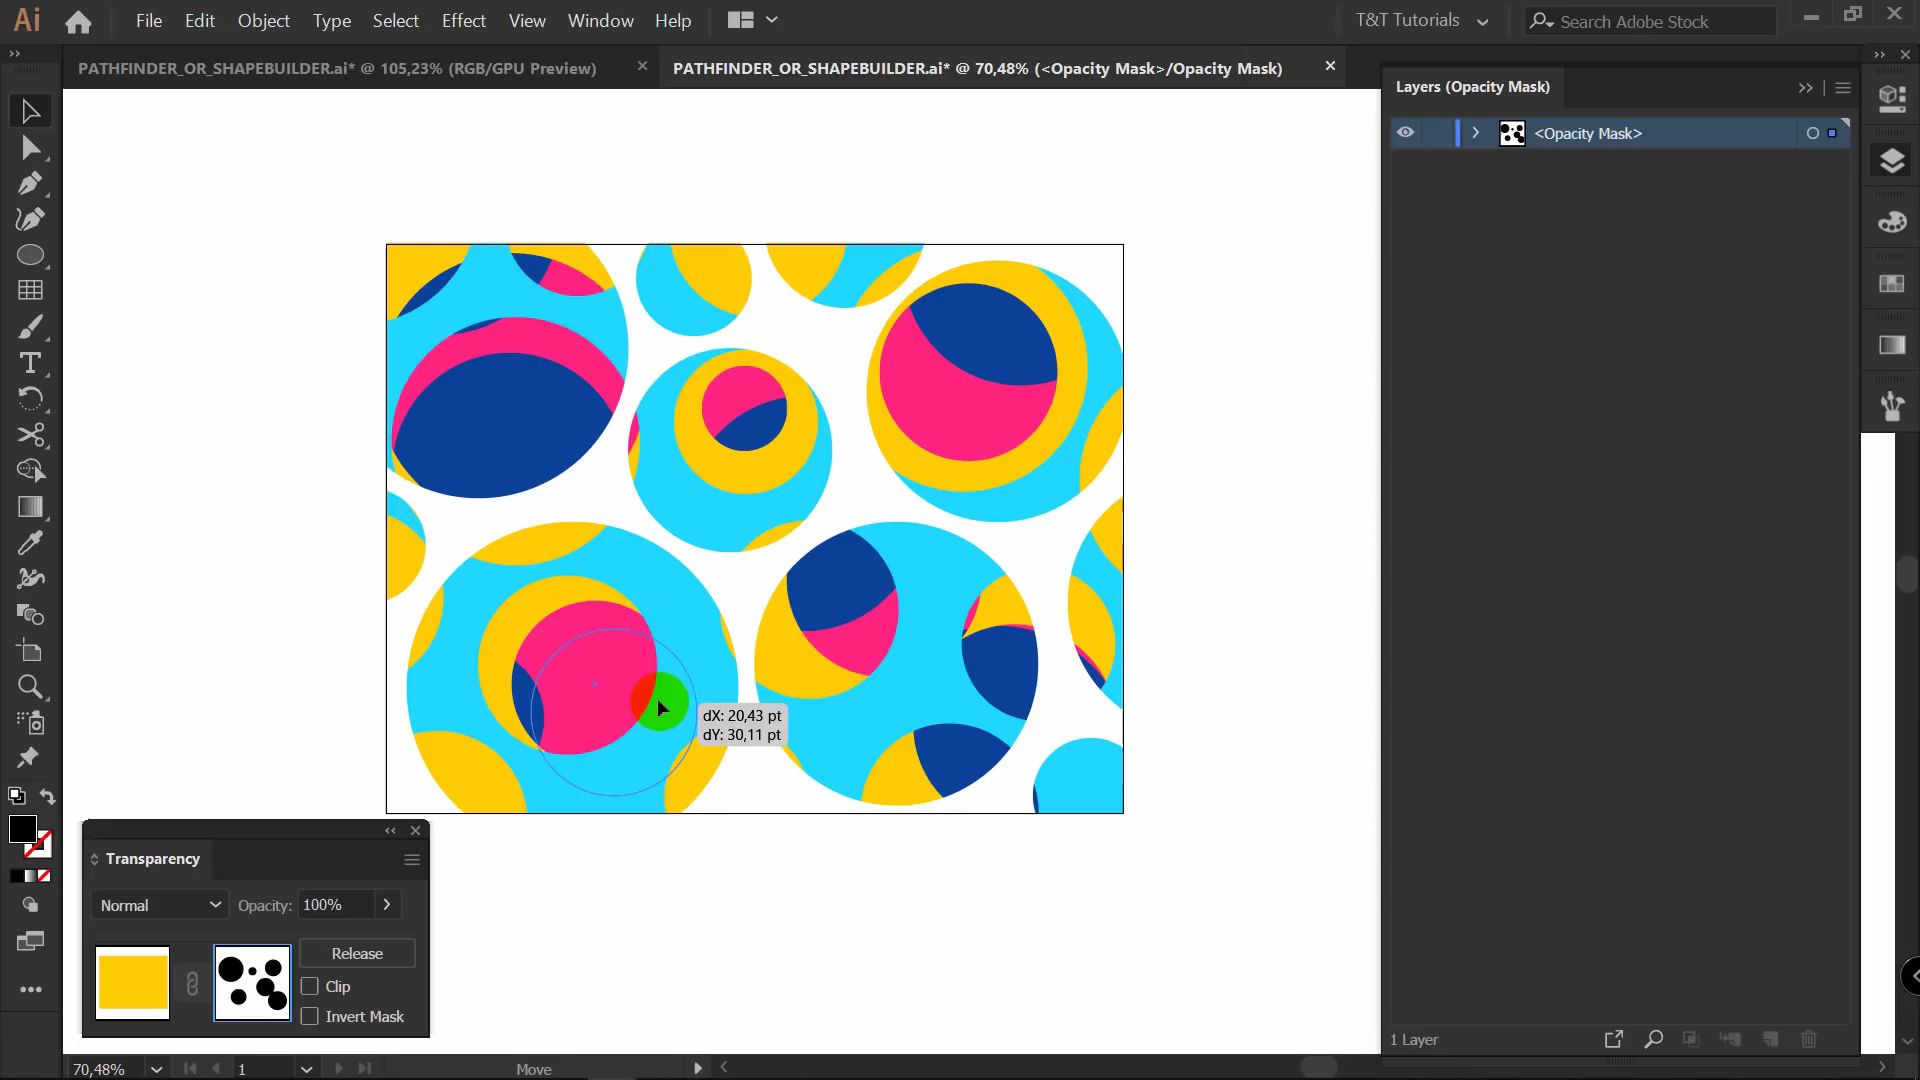 Ai File Edit Object Type Select Effect View Window Help T&T Tutorials Search Adobe Stock
PATHFINDER_OR_SHAPEBUILDER.ai* @ 105,23% (RGB/GPU Preview) PATHFINDER_OR_SHAPEBUILDER.ai* @ 70,48% (<Opacity Mask>/Opacity Mask)
Layers (Opacity Mask)
<Opacity Mask>
dX: 20,43 pt
dY: 30,11 pt
Transparency
Normal Opacity: 100%
Release
Clip
Invert Mask
1 Layer
70,48% 1 Move